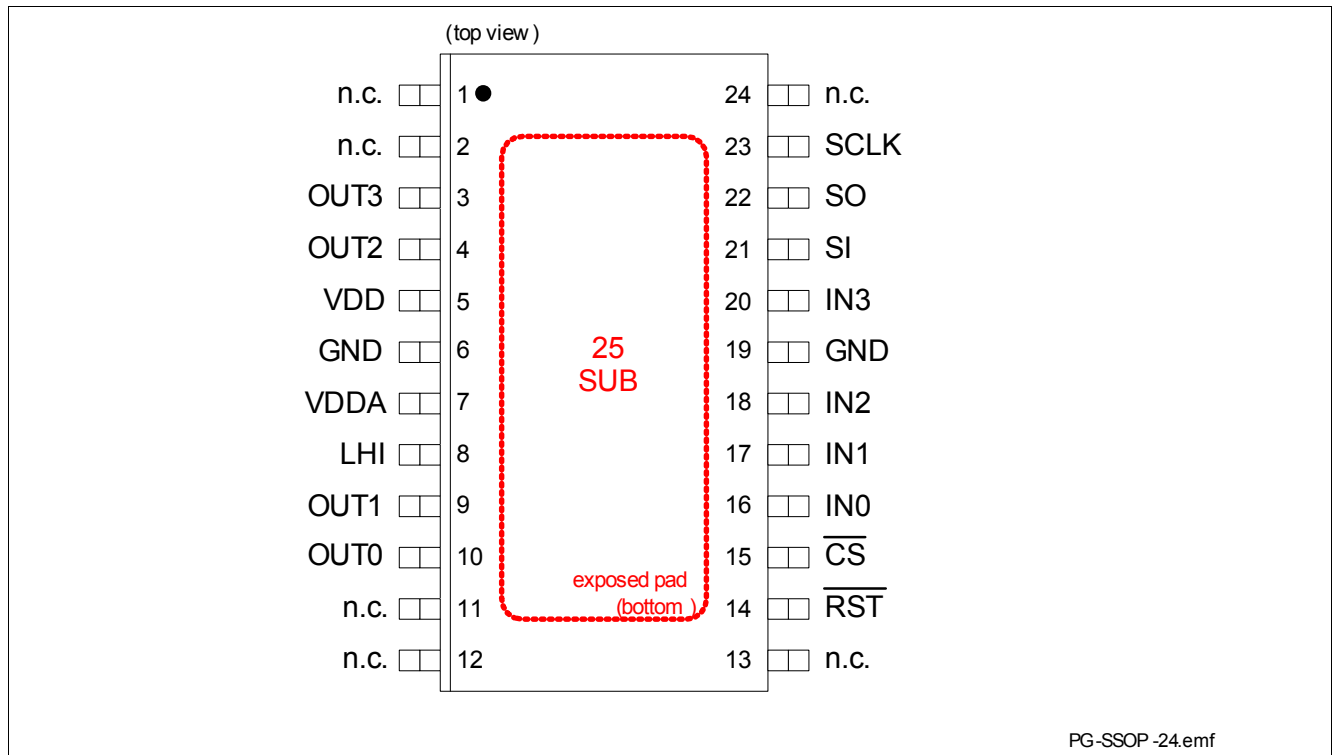 (top view )
n.c. 1 24 n.c.
n.c. 2 23 SCLK
OUT3 3 22 SO
OUT2 4 21 SI
VDD 5 20 IN3
GND 6 19 GND
25
SUB
VDDA 7 18 IN2
LHI 8 17 IN1
OUT1 9 16 IN0
OUT0 10 15 CS
exposed pad
(bottom )
n.c. 11 14 RST
n.c. 12 13 n.c.
PG-SSOP -24.emf